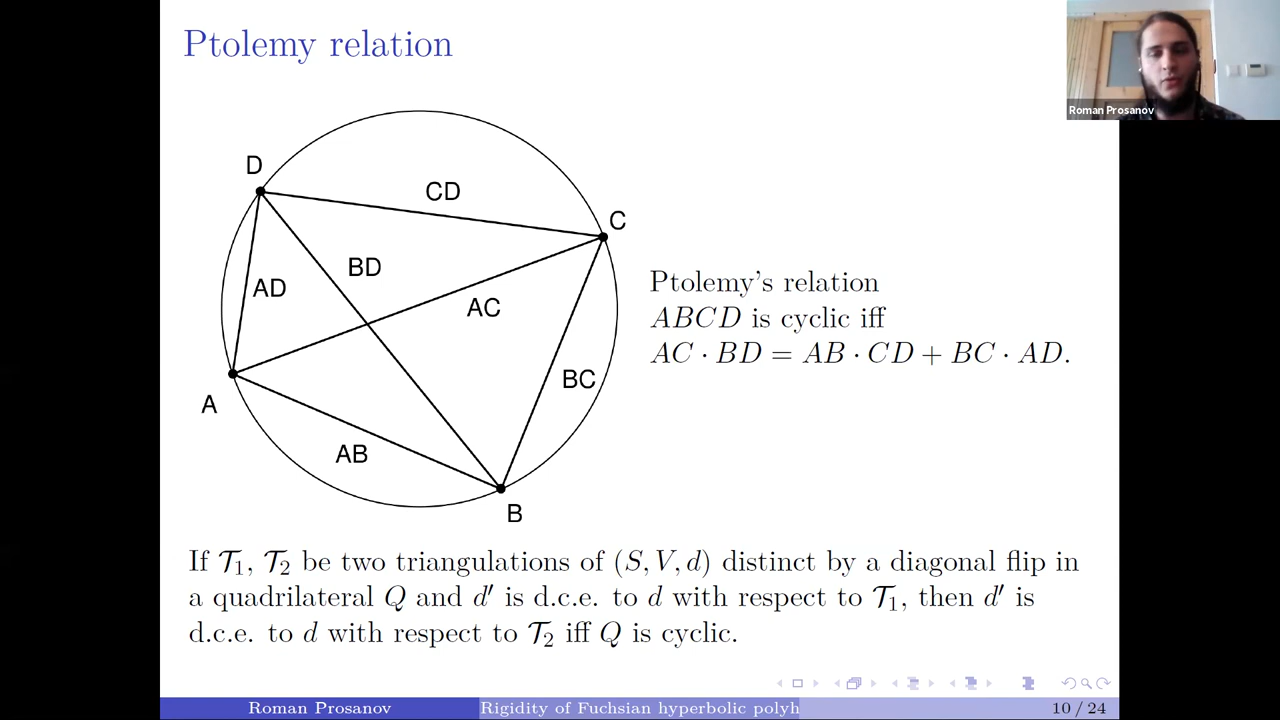 Ptolemy relation
Roman Prosanov
D
CD
C
BD
AD
AC
Ptolemy's relation
ABCD is cyclic iff
AC · BD = AB · CD + BC · AD.
BC
A
AB
B
If 𝒯₁, 𝒯₂ be two triangulations of (S, V, d) distinct by a diagonal flip in
a quadrilateral Q and d′ is d.c.e. to d with respect to 𝒯₁, then d′ is
d.c.e. to d with respect to 𝒯₂ iff Q is cyclic.
Roman Prosanov
Rigidity of Fuchsian hyperbolic polyh
10 / 24